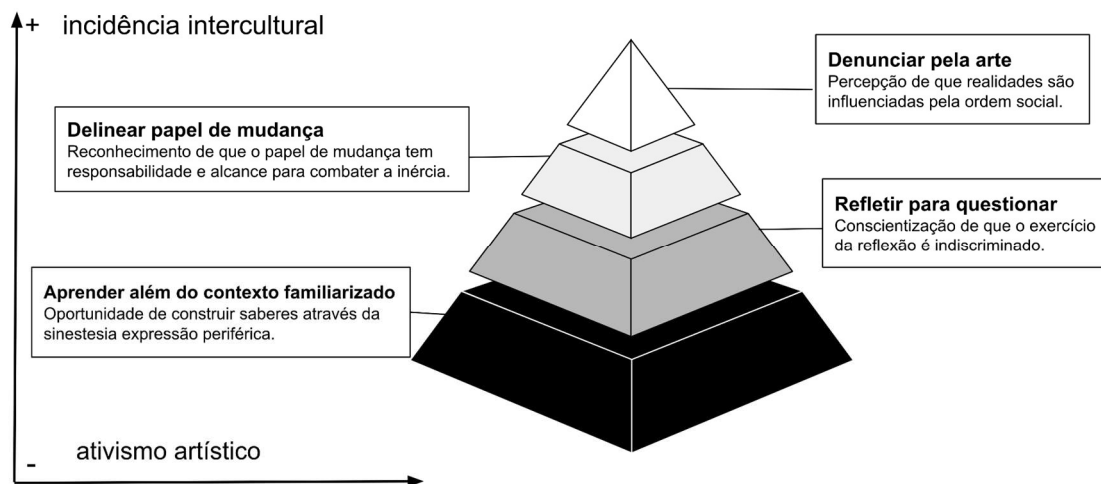 + incidência intercultural
Denunciar pela arte
Percepção de que realidades são
influenciadas pela ordem social.
Delinear papel de mudança
Reconhecimento de que o papel de mudança tem
responsabilidade e alcance para combater a inércia.
Refletir para questionar
Conscientização de que o exercício
da reflexão é indiscriminado.
Aprender além do contexto familiarizado
Oportunidade de construir saberes através da
sinestesia expressão periférica.
ativismo artístico
-